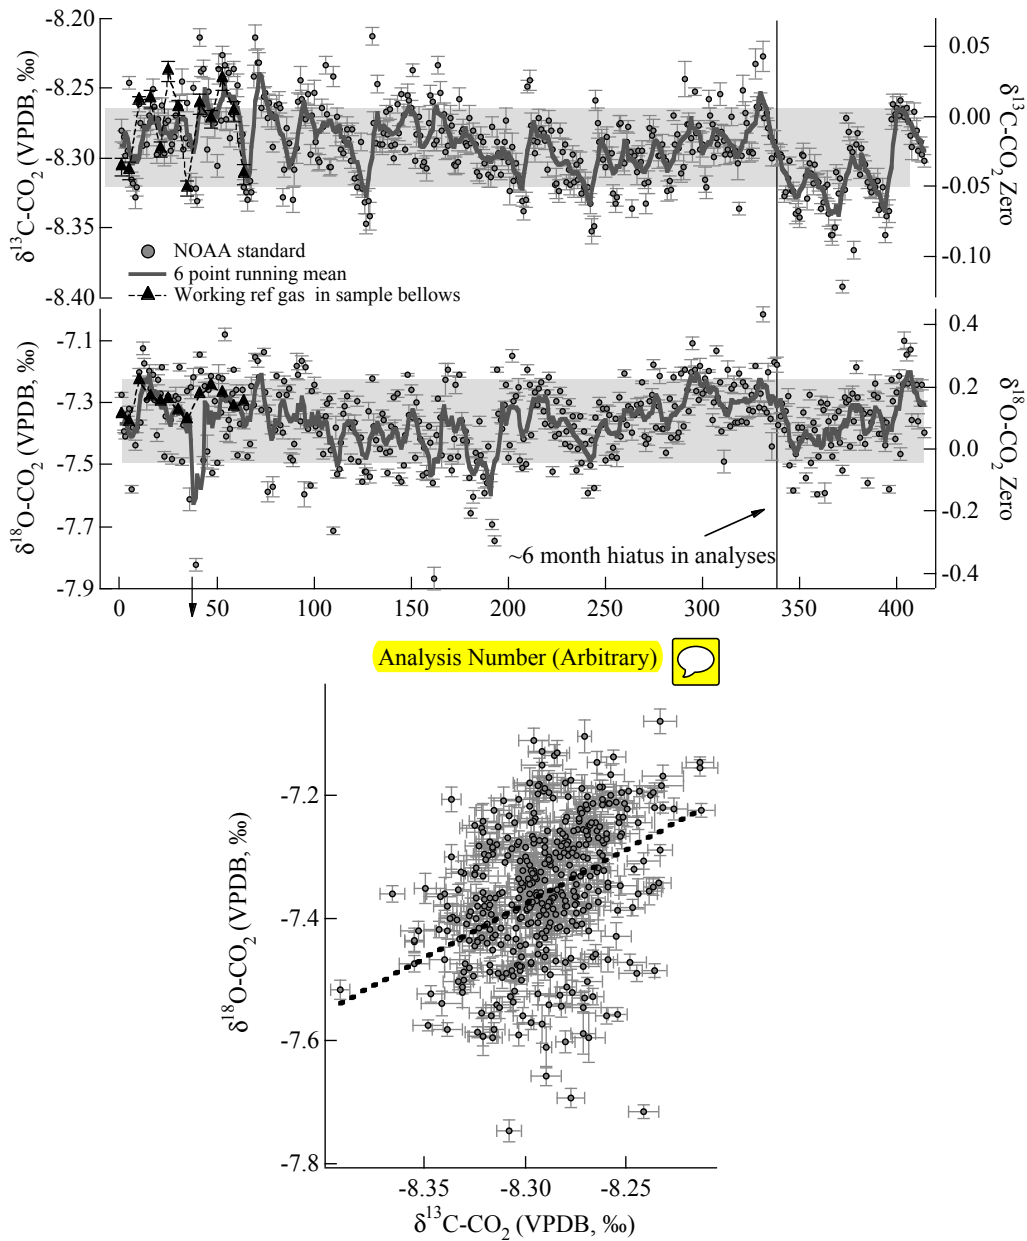 -8.20
-8.25
-8.30
-8.35
-8.40
δ¹³C-CO₂ (VPDB, ‰)
0.05
0.00
-0.05
-0.10
δ¹³C-CO₂ Zero
NOAA standard
6 point running mean
Working ref gas in sample bellows
-7.1
-7.3
-7.5
-7.7
-7.9
δ¹⁸O-CO₂ (VPDB, ‰)
0.4
0.2
0.0
-0.2
-0.4
δ¹⁸O-CO₂ Zero
~6 month hiatus in analyses
0 50 100 150 200 250 300 350 400
Analysis Number (Arbitrary)
-7.2
-7.4
-7.6
-7.8
δ¹⁸O-CO₂ (VPDB, ‰)
-8.35 -8.30 -8.25
δ¹³C-CO₂ (VPDB, ‰)